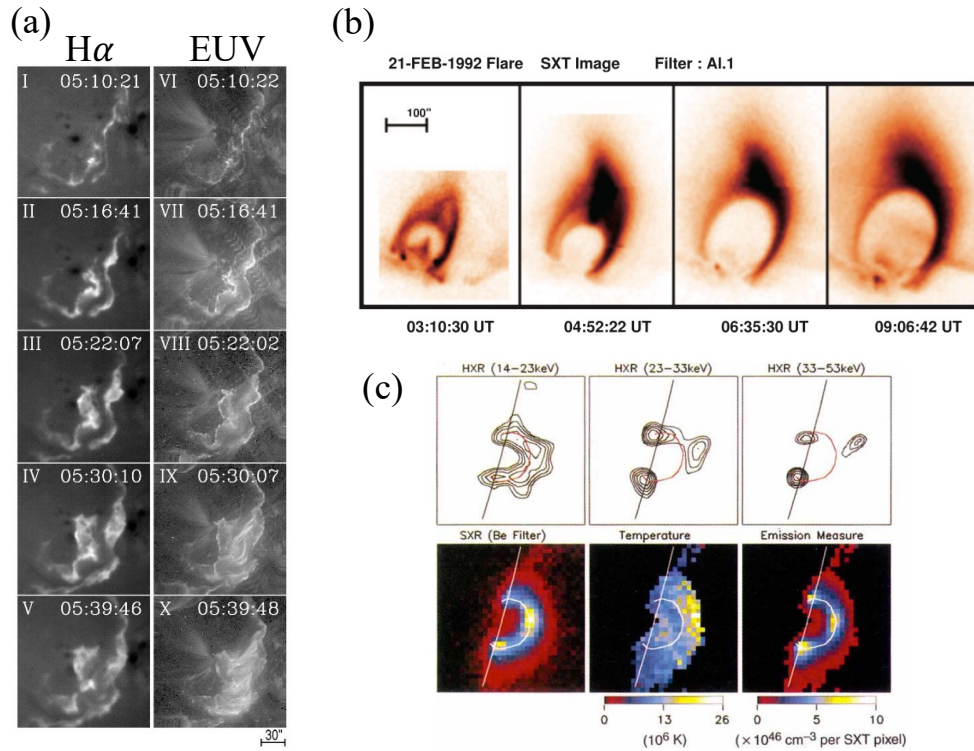 (a)
Hα EUV
I 05:10:21 VI 05:10:22
II 05:16:41 VII 05:16:41
III 05:22:07 VIII 05:22:02
IV 05:30:10 IX 05:30:07
V 05:39:46 X 05:39:48
30"
(b)
21-FEB-1992 Flare SXT Image Filter : Al.1
100"
03:10:30 UT 04:52:22 UT 06:35:30 UT 09:06:42 UT
(c)
HXR (14−23keV) HXR (23−33keV) HXR (33−53keV)
SXR (Be Filter) Temperature Emission Measure
0 13 26 0 5 10
(10⁶ K) (× 10⁴⁶ cm⁻³ per SXT pixel)